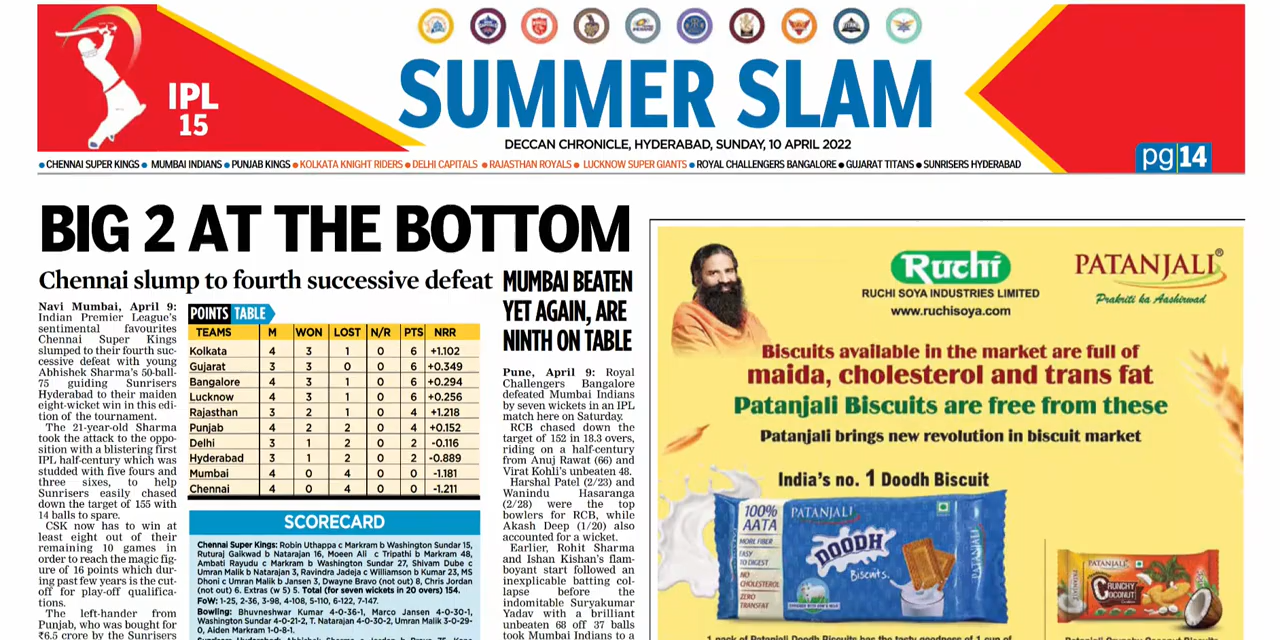 IPL
15
SUMMER SLAM
DECCAN CHRONICLE, HYDERABAD, SUNDAY, 10 APRIL 2022
pg 14
• CHENNAI SUPER KINGS • MUMBAI INDIANS • PUNJAB KINGS • KOLKATA KNIGHT RIDERS • DELHI CAPITALS • RAJASTHAN ROYALS • LUCKNOW SUPER GIANTS • ROYAL CHALLENGERS BANGALORE • GUJARAT TITANS • SUNRISERS HYDERABAD
BIG 2 AT THE BOTTOM
Chennai slump to fourth successive defeat
Navi Mumbai, April 9:
Indian Premier League's
sentimental favourites
Chennai Super Kings
slumped to their fourth suc-
cessive defeat with young
Abhishek Sharma's 50-ball-
75 guiding Sunrisers
Hyderabad to their maiden
eight-wicket win in this edi-
tion of the tournament.
The 21-year-old Sharma
took the attack to the oppo-
sition with a blistering first
IPL half-century which was
studded with five fours and
three sixes, to help
Sunrisers easily chased
down the target of 155 with
14 balls to spare.
CSK now has to win at
least eight out of their
remaining 10 games in
order to reach the magic fig-
ure of 16 points which dur-
ing past few years is the cut-
off for play-off qualifica-
tions.
The left-hander from
Punjab, who was bought for
₹6.5 crore by the Sunrisers
POINTS TABLE
TEAMS M WON LOST N/R PTS NRR
Kolkata 4 3 1 0 6 +1.102
Gujarat 3 3 0 0 6 +0.349
Bangalore 4 3 1 0 6 +0.294
Lucknow 4 3 1 0 6 +0.256
Rajasthan 3 2 1 0 4 +1.218
Punjab 4 2 2 0 4 +0.152
Delhi 3 1 2 0 2 -0.116
Hyderabad 3 1 2 0 2 -0.889
Mumbai 4 0 4 0 0 -1.181
Chennai 4 0 4 0 0 -1.211
SCORECARD
Chennai Super Kings: Robin Uthappa c Markram b Washington Sundar 15,
Ruturaj Gaikwad b Natarajan 16, Moeen Ali c Tripathi b Markram 48,
Ambati Rayudu c Markram b Washington Sundar 27, Shivam Dube c
Umran Malik b Natarajan 3, Ravindra Jadeja c Williamson b Kumar 23, MS
Dhoni c Umran Malik b Jansen 3, Dwayne Bravo (not out) 8, Chris Jordan
(not out) 6. Extras (w 5) 5. Total (for seven wickets in 20 overs) 154.
FoW: 1-25, 2-36, 3-98, 4-108, 5-110, 6-122, 7-147.
Bowling: Bhuvneshwar Kumar 4-0-36-1, Marco Jansen 4-0-30-1,
Washington Sundar 4-0-21-2, T. Natarajan 4-0-30-2, Umran Malik 3-0-29-
0, Aiden Markram 1-0-8-1.
MUMBAI BEATEN
YET AGAIN, ARE
NINTH ON TABLE
Pune, April 9: Royal
Challengers Bangalore
defeated Mumbai Indians
by seven wickets in an IPL
match here on Saturday.
RCB chased down the
target of 152 in 18.3 overs,
riding on a half-century
from Anuj Rawat (66) and
Virat Kohli's unbeaten 48.
Harshal Patel (2/23) and
Wanindu Hasaranga
(2/28) were the top
bowlers for RCB, while
Akash Deep (1/20) also
accounted for a wicket.
Earlier, Rohit Sharma
and Ishan Kishan's flam-
boyant start followed an
inexplicable batting col-
lapse before the
indomitable Suryakumar
Yadav with a brilliant
unbeaten 68 off 37 balls
took Mumbai Indians to a
Ruchi
RUCHI SOYA INDUSTRIES LIMITED
www.ruchisoya.com
PATANJALI®
Prakriti ka Aashirwad
Biscuits available in the market are full of
maida, cholesterol and trans fat
Patanjali Biscuits are free from these
Patanjali brings new revolution in biscuit market
India's no. 1 Doodh Biscuit
100%
AATA
MORE FIBER
EASY
TO DIGEST
NO
CHOLESTEROL
ZERO
TRANSFAT
PATANJALI
DOODH
Biscuits.
PATANJALI
CRUNCHY
COCONUT
1 pack of Patanjali Doodh Biscuits has the tasty goodness of 1 cup of